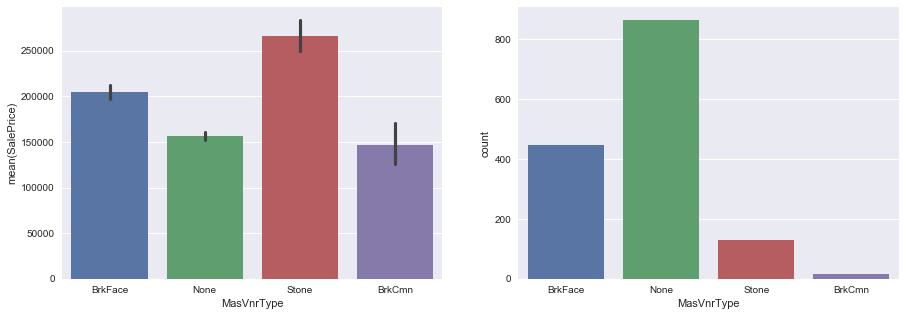 mean(SalePrice)
250000
200000
150000
100000
50000
0
BrkFace None Stone BrkCmn
MasVnrType
count
800
600
400
200
0
BrkFace None Stone BrkCmn
MasVnrType